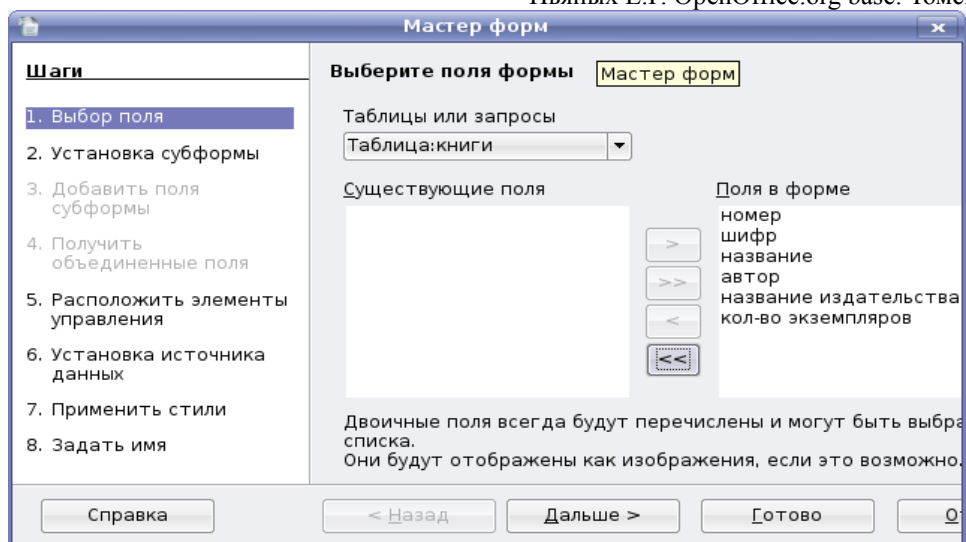 Е.Г. OpenOffice.org base.
Мастер форм
Шаги
1. Выбор поля
2. Установка субформы
3. Добавить поля
субформы
4. Получить
объединенные поля
5. Расположить элементы
управления
6. Установка источника
данных
7. Применить стили
8. Задать имя
Выберите поля формы
Мастер форм
Таблицы или запросы
Таблица:книги
Существующие поля
>
>>
<
<<
Поля в форме
номер
шифр
название
автор
название издательства
кол-во экземпляров
Двоичные поля всегда будут перечислены и могут быть
списка.
Они будут отображены как изображения, если это возможно.
Справка
< Назад
Дальше >
Готово